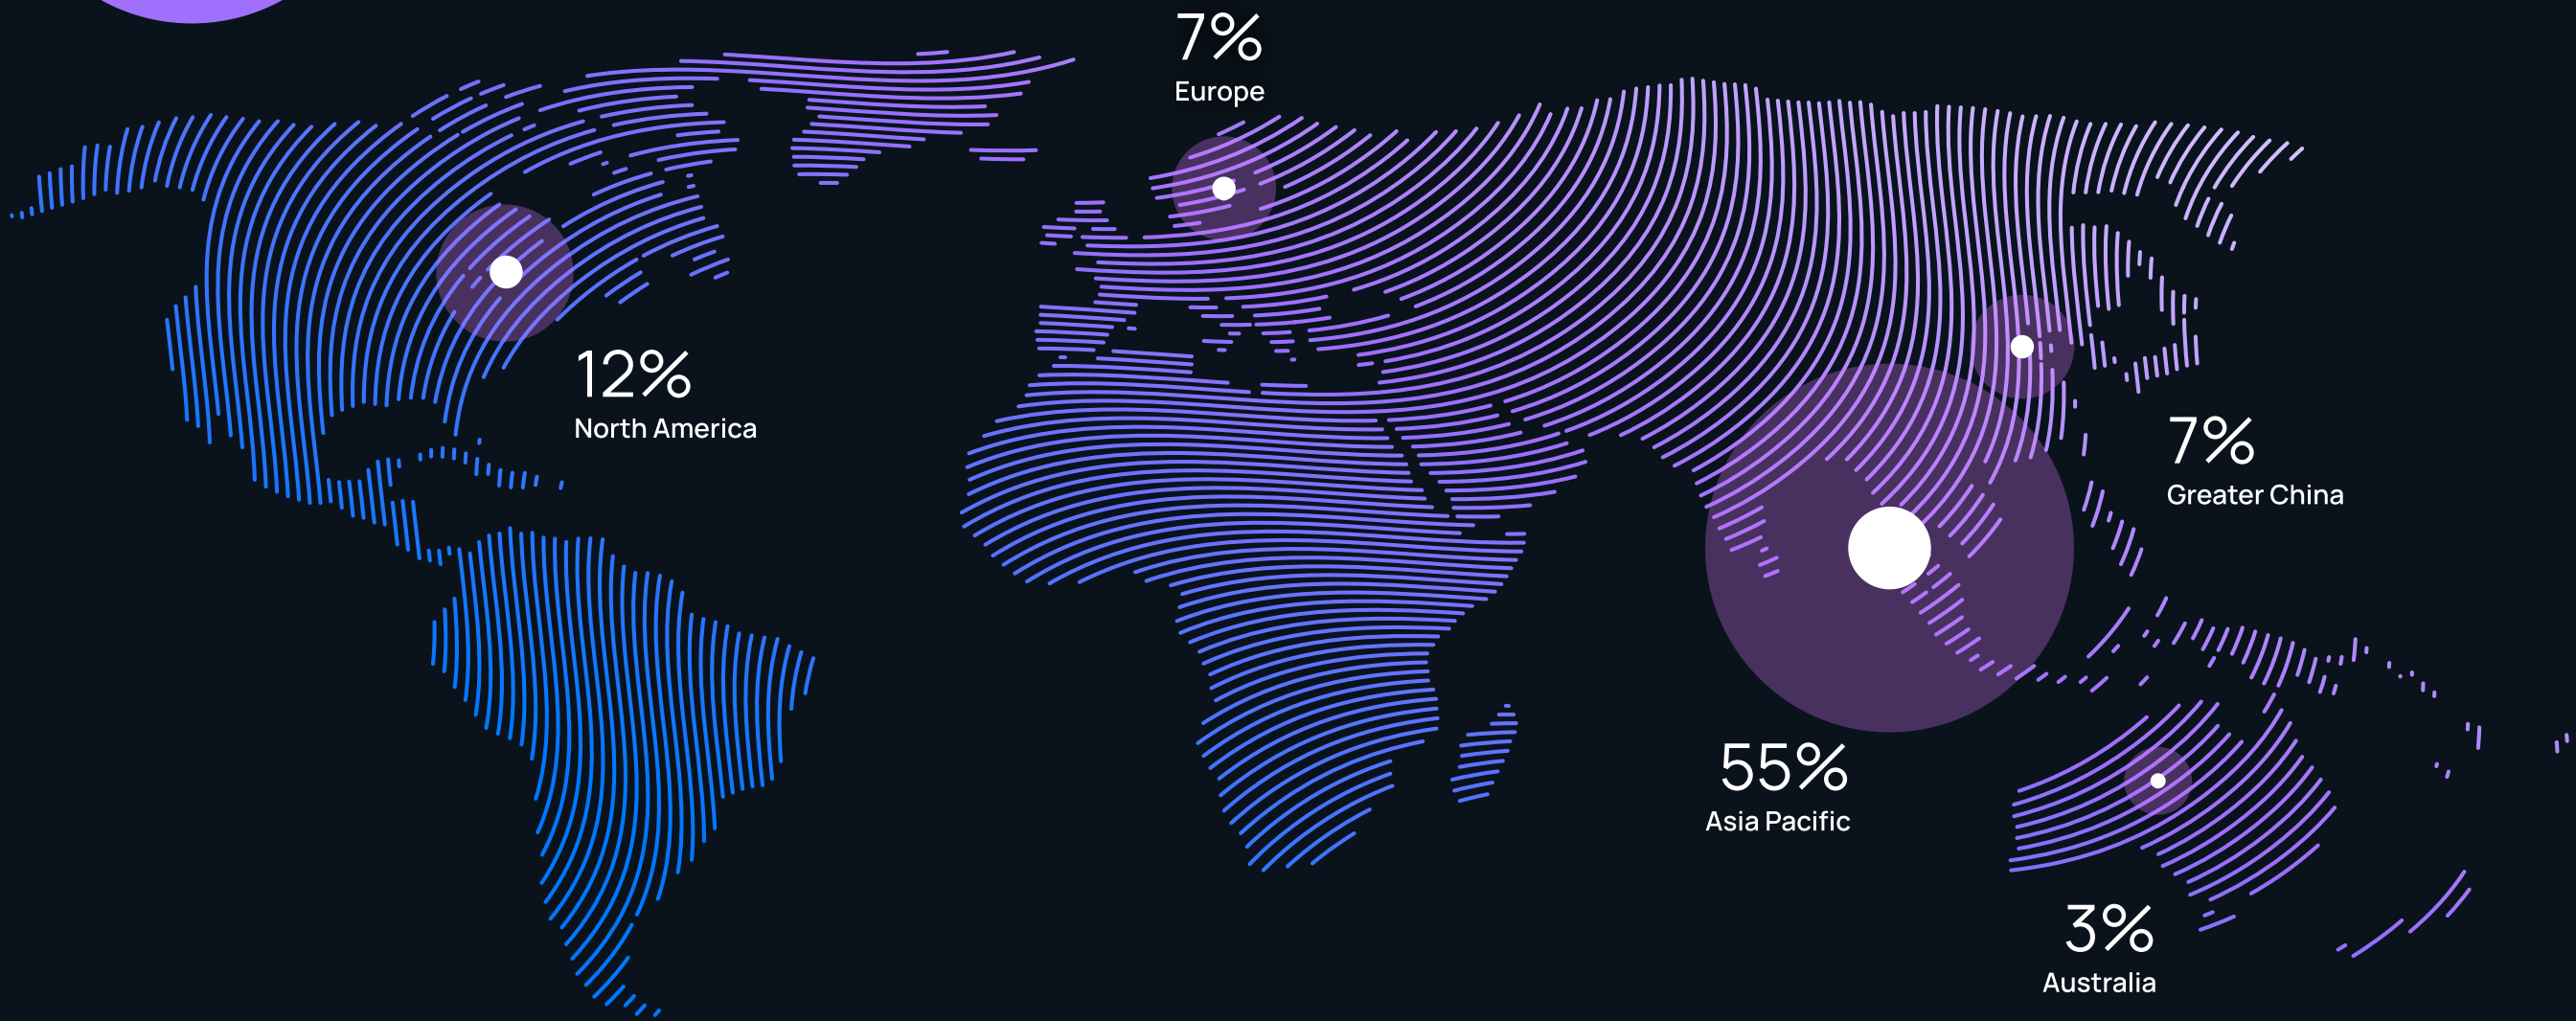 7%
Europe
12%
North America
7%
Greater China
55%
Asia Pacific
3%
Australia